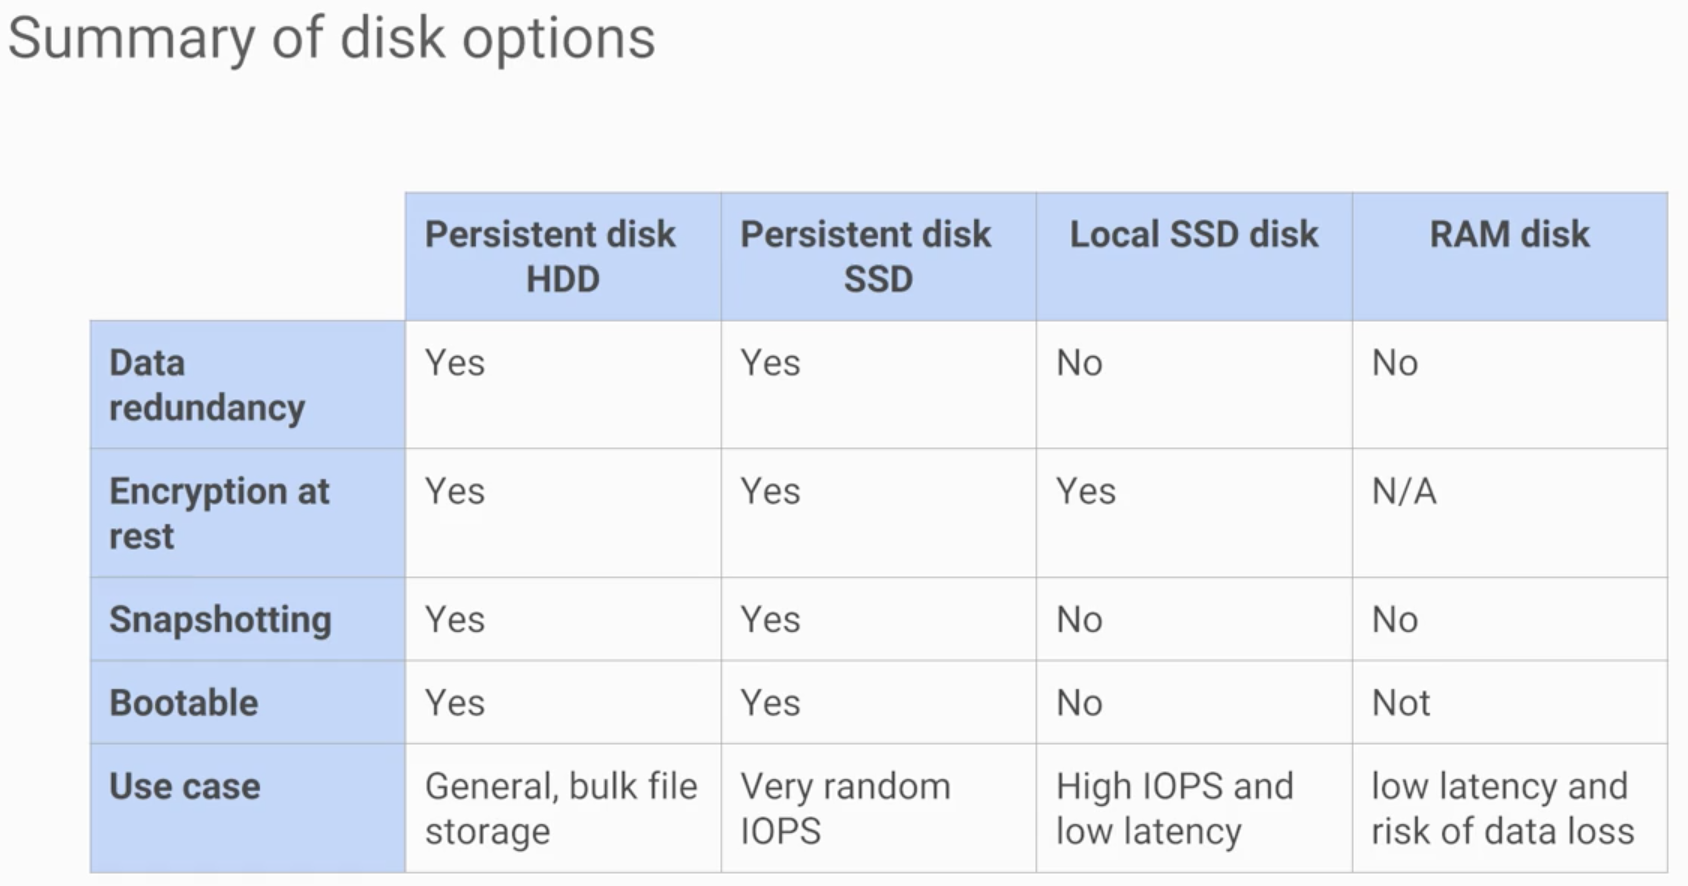 Summary of disk options
Persistent disk HDD
Persistent disk SSD
Local SSD disk
RAM disk
Data redundancy
Yes
Yes
No
No
Encryption at rest
Yes
Yes
Yes
N/A
Snapshotting
Yes
Yes
No
No
Bootable
Yes
Yes
No
Not
Use case
General, bulk file
storage
Very random
IOPS
High IOPS and
low latency
low latency and
risk of data loss